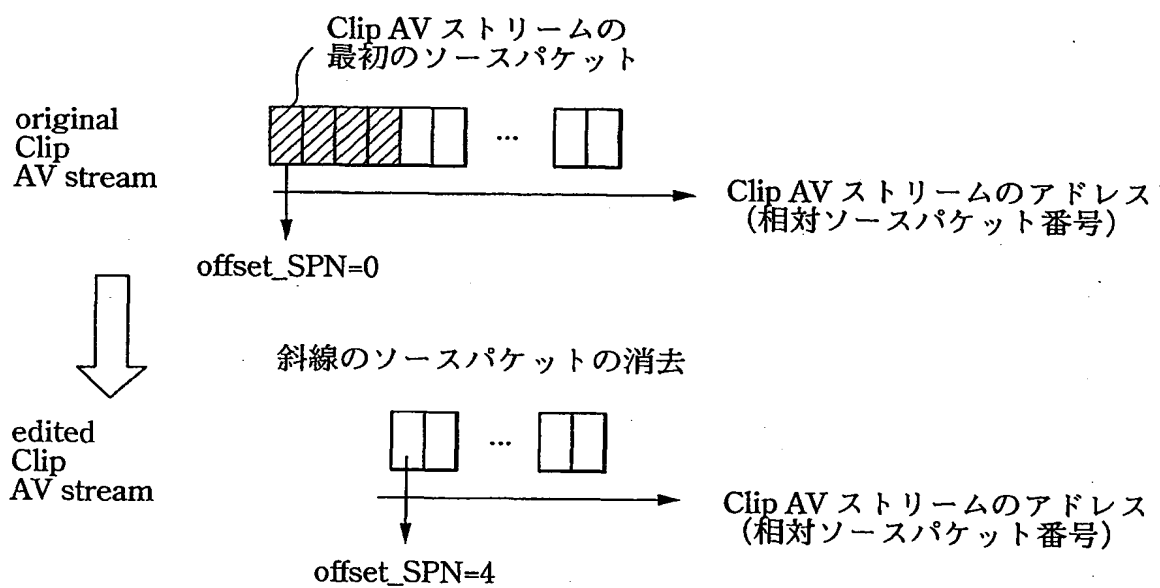 Clip AV ストリームの
最初のソースパケット
original
Clip
AV stream
...
Clip AV ストリームのアドレス
（相対ソースパケット番号）
offset_SPN=0
斜線のソースパケットの消去
edited
Clip
AV stream
...
Clip AV ストリームのアドレス
（相対ソースパケット番号）
offset_SPN=4